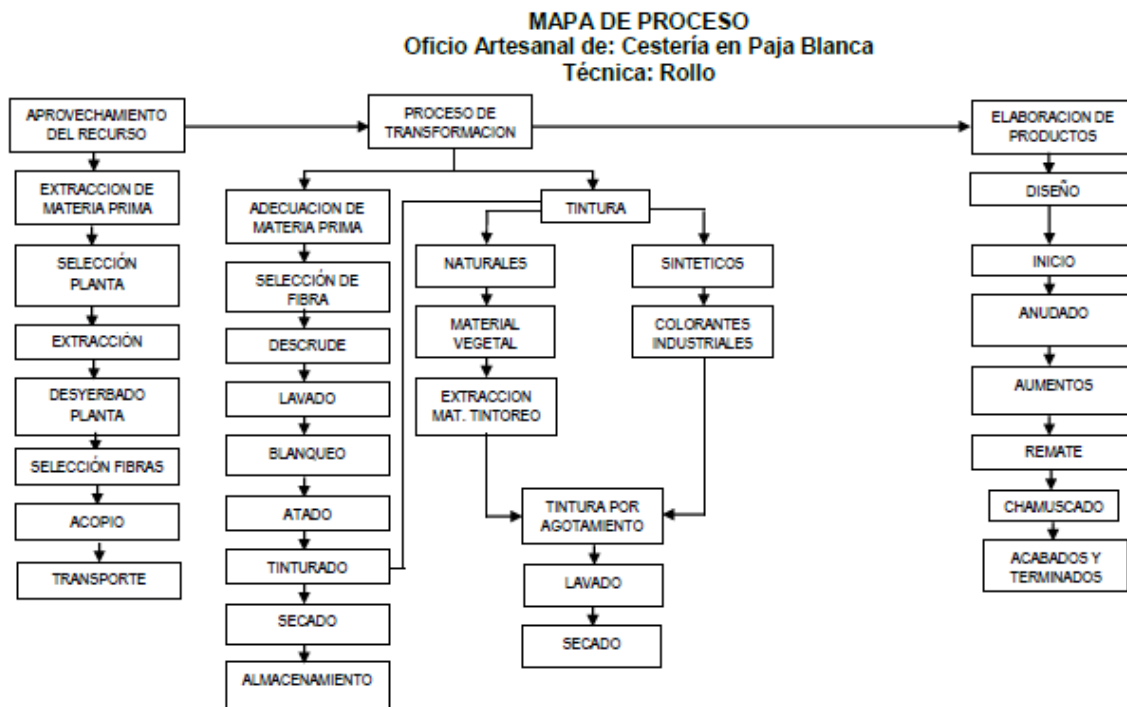 MAPA DE PROCESO
Oficio Artesanal de: Cestería en Paja Blanca
Técnica: Rollo
APROVECHAMIENTO
DEL RECURSO
EXTRACCION DE
MATERIA PRIMA
SELECCIÓN
PLANTA
EXTRACCIÓN
DESYERBADO
PLANTA
SELECCIÓN FIBRAS
ACOPIO
TRANSPORTE
PROCESO DE
TRANSFORMACION
ADECUACION DE
MATERIA PRIMA
SELECCIÓN DE
FIBRA
DESCRUDE
LAVADO
BLANQUEO
ATADO
TINTURADO
SECADO
ALMACENAMIENTO
TINTURA
NATURALES
MATERIAL
VEGETAL
EXTRACCION
MAT. TINTOREO
SINTETICOS
COLORANTES
INDUSTRIALES
TINTURA POR
AGOTAMIENTO
LAVADO
SECADO
ELABORACION DE
PRODUCTOS
DISEÑO
INICIO
ANUDADO
AUMENTOS
REMATE
CHAMUSCADO
ACABADOS Y
TERMINADOS